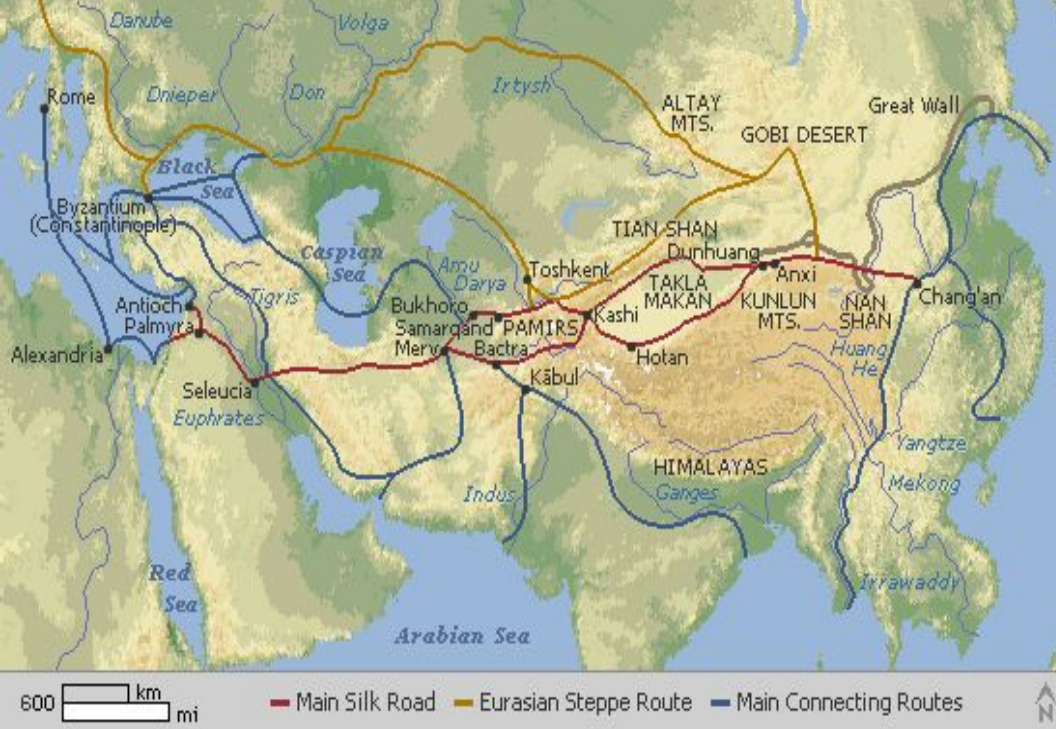 Danube
Volga
Rome
Dnieper
Don
Irtysh
ALTAY
MTS.
Great Wall
GOBI DESERT
Black
Sea
Byzantium
(Constantinople)
TIAN SHAN
Caspian
Sea
Dunhuang
Amu
Darya
Toshkent
Anxi
Tigris
TAKLA
MAKAN
Antioch
Bukhoro
Kashi
KUNLUN
MTS.
NAN
SHAN
Chang'an
Palmyra
Samarqand
PAMIRS
Alexandria
Merv
Bactra
Hotan
Huang
He
Kābul
Seleucia
Euphrates
Yangtze
HIMALAYAS
Indus
Ganges
Mekong
Red
Sea
Irrawaddy
Arabian Sea
600
km
mi
Main Silk Road
Eurasian Steppe Route
Main Connecting Routes
N